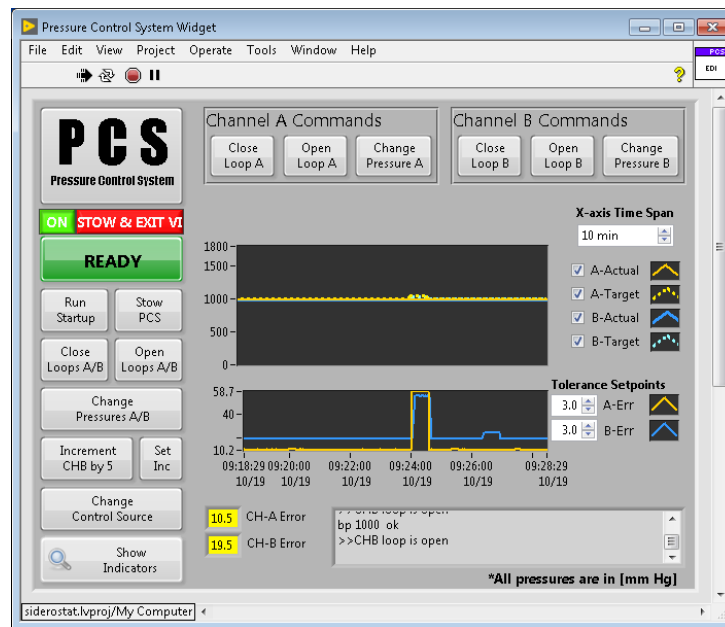 Pressure Control System Widget
File Edit View Project Operate Tools Window Help
PCS
EDI
PCS
Pressure Control System
ON STOW & EXIT VI
READY
Run Startup
Stow PCS
Close Loops A/B
Open Loops A/B
Change Pressures A/B
Increment CHB by 5
Set Inc
Change Control Source
Show Indicators
Channel A Commands
Close Loop A
Open Loop A
Change Pressure A
Channel B Commands
Close Loop B
Open Loop B
Change Pressure B
X-axis Time Span
10 min
A-Actual
A-Target
B-Actual
B-Target
1800
1500
1000
500
0
Tolerance Setpoints
3.0 A-Err
3.0 B-Err
58.7
40
10.2
09:18:29 09:20:00 09:22:00 09:24:00 09:26:00 09:28:29
10/19 10/19 10/19 10/19 10/19 10/19
10.5 CH-A Error
19.5 CH-B Error
>>CHB loop is open
bp 1000 ok
>>CHB loop is open
*All pressures are in [mm Hg]
siderostat.lvproj/My Computer